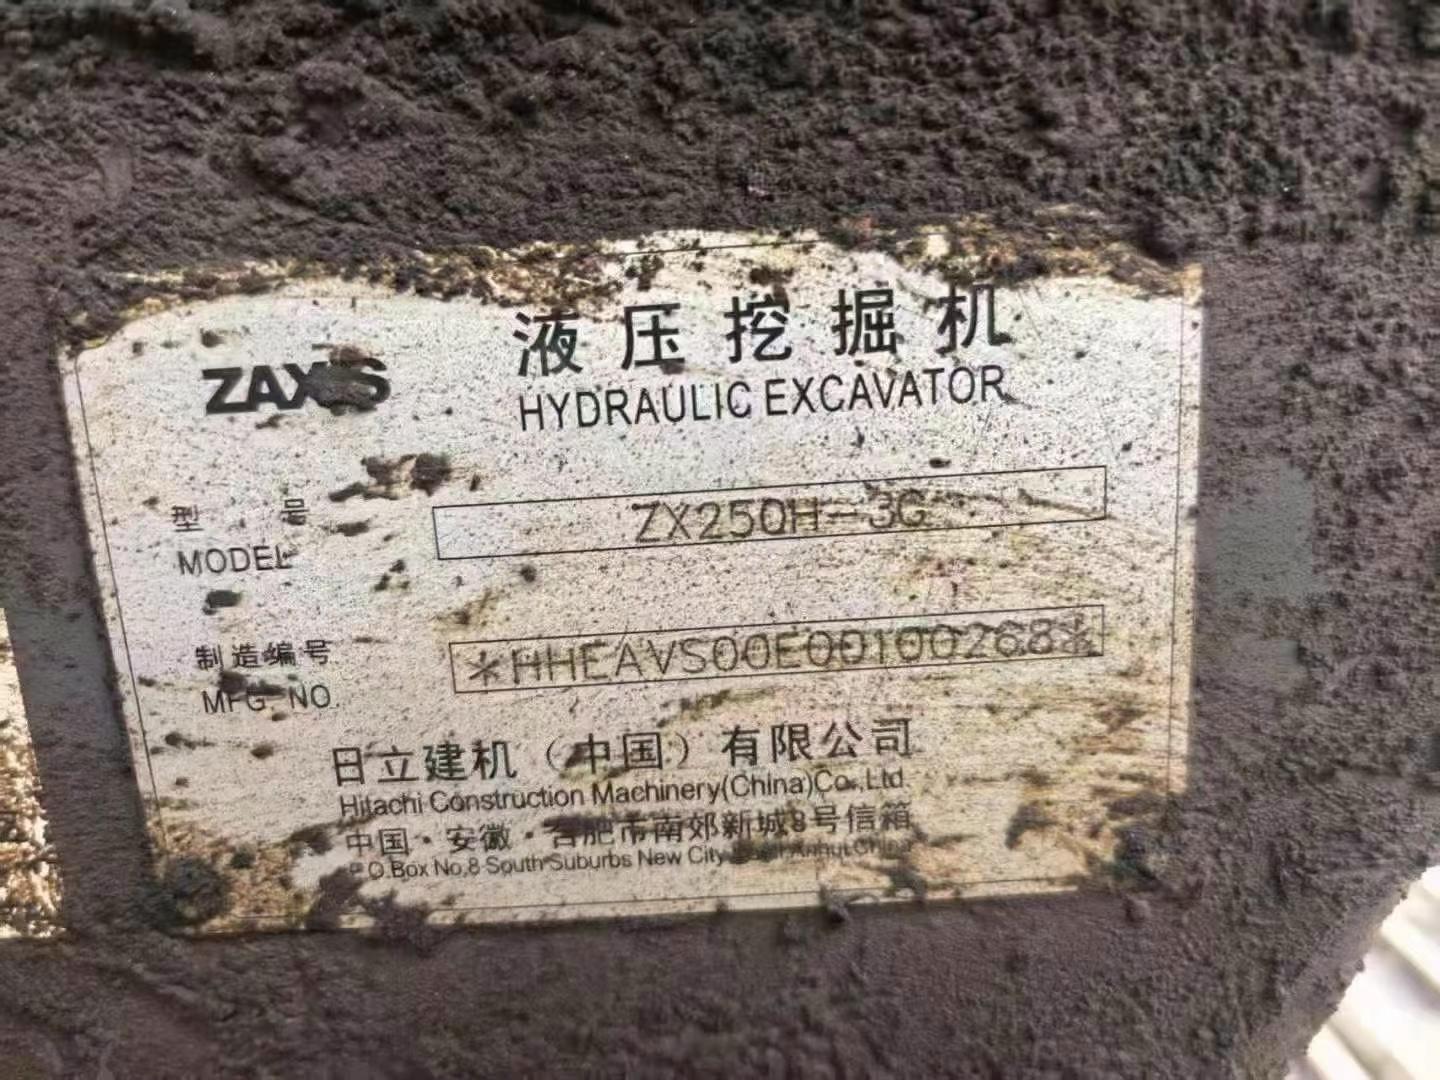 液压挖掘机
ZAXIS
HYDRAULIC EXCAVATOR
型 号
MODEL
ZX250H-3G
制造编号
MFG NO.
*HHEAVS00E00100268*
日立建机（中国）有限公司
Hitachi Construction Machinery(China)Co.,Ltd.
中国·安徽·合肥市南郊新城8号信箱
P.O.Box No,8 South Suburbs New City Anhui China